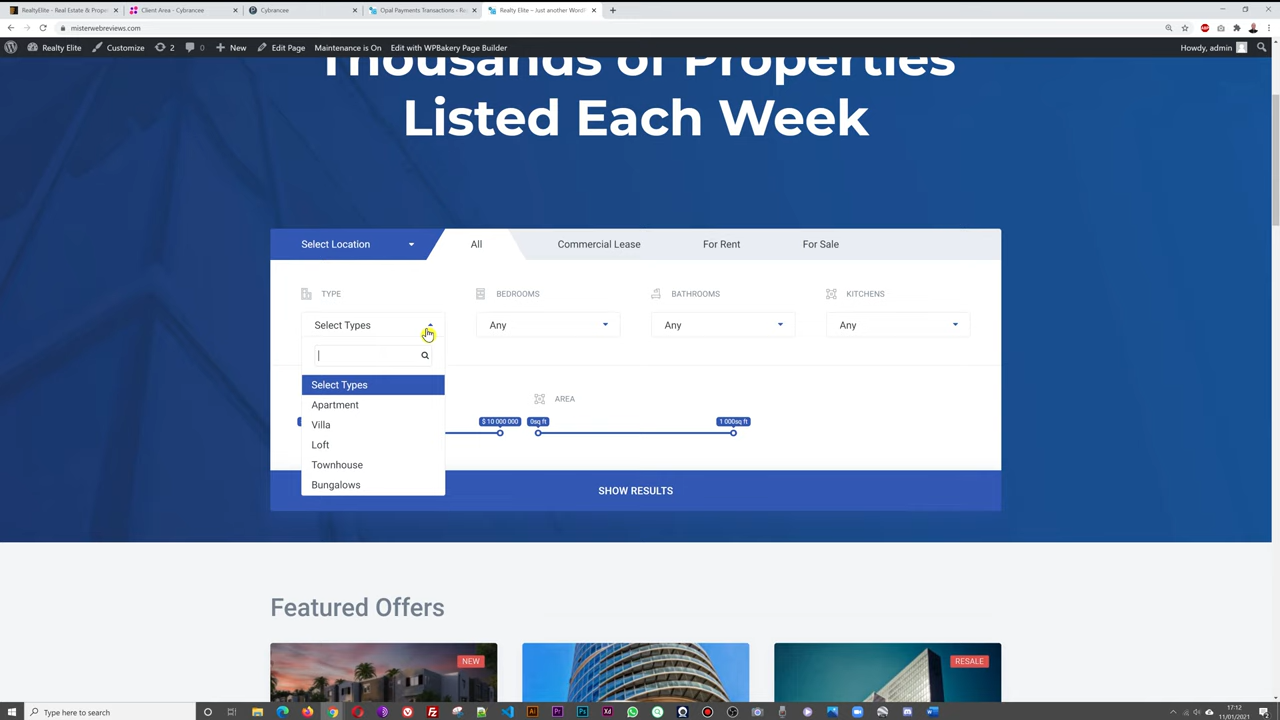 RealtyElite - Real Estate & Prope
Client Area - Cybrancee
Cybrancee
Opal Payments Transactions - R
Realty Elite – Just another Word
misterwebreviews.com
Realty Elite
Customize
2
0
New
Edit Page
Maintenance is On
Edit with WPBakery Page Builder
Howdy, admin
Thousands of Properties
Listed Each Week
Select Location
All
Commercial Lease
For Rent
For Sale
TYPE
BEDROOMS
BATHROOMS
KITCHENS
Select Types
Any
Any
Any
Select Types
Apartment
Villa
Loft
Townhouse
Bungalows
AREA
$ 10 000 000
0sq ft
1 000sq ft
SHOW RESULTS
Featured Offers
NEW
RESALE
Type here to search
17:12
11/01/2021